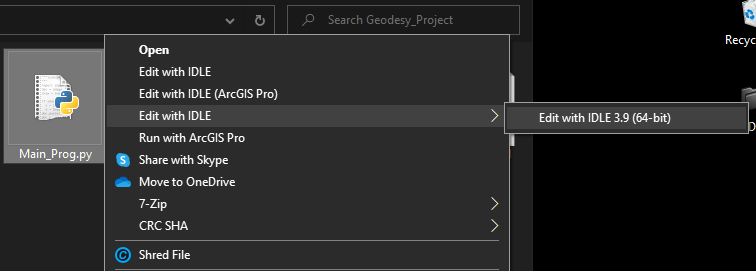 Search Geodesy_Project
Recyc
Open
Edit with IDLE
Edit with IDLE (ArcGIS Pro)
Edit with IDLE
Edit with IDLE 3.9 (64-bit)
Run with ArcGIS Pro
Main_Prog.py
Share with Skype
Move to OneDrive
7-Zip
CRC SHA
Shred File